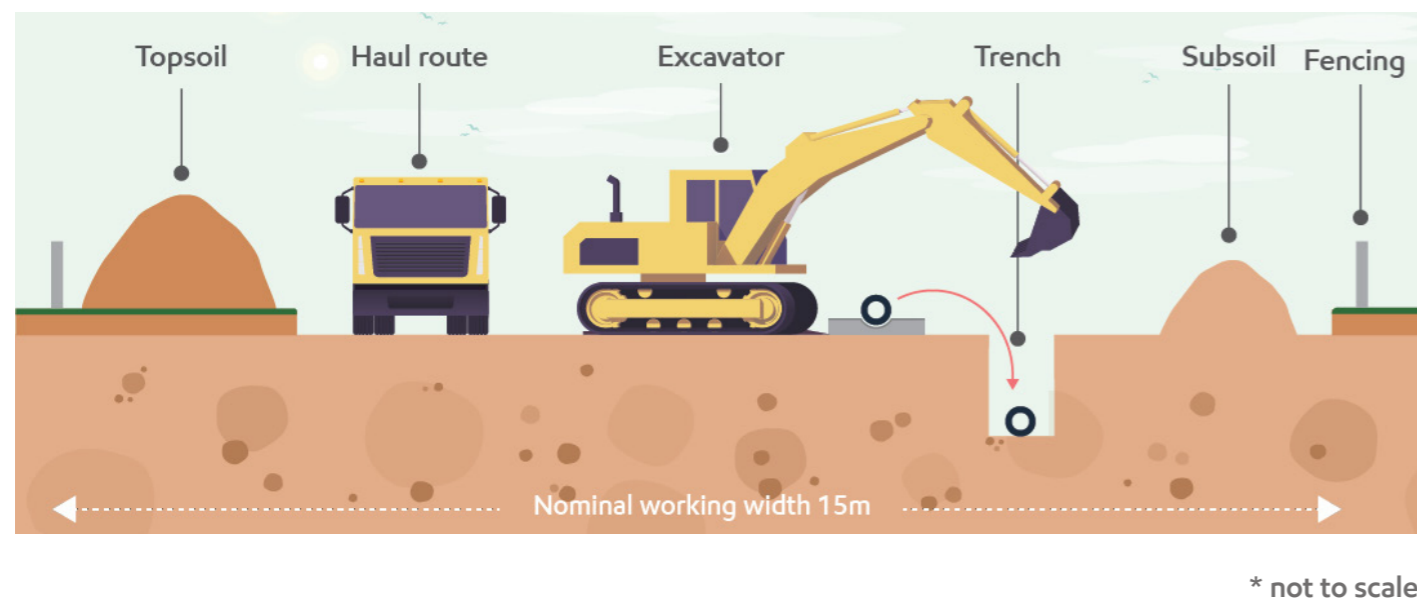 Topsoil
Haul route
Excavator
Trench
Subsoil
Fencing
Nominal working width 15m
* not to scale